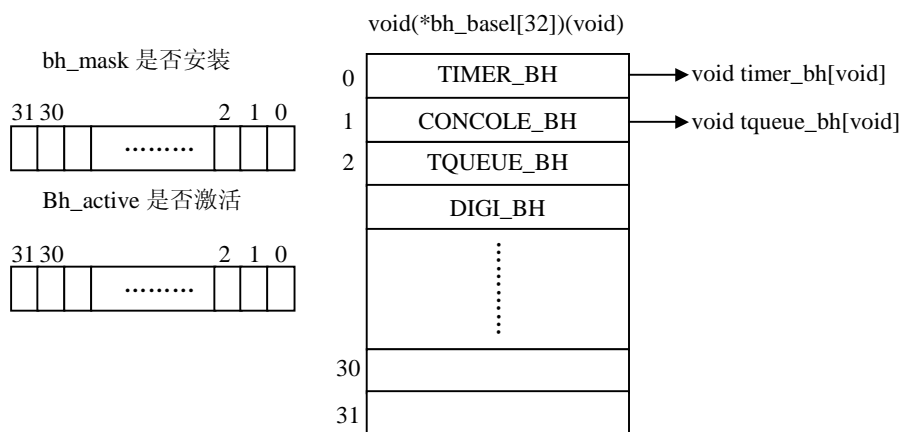 void(*bh_basel[32])(void)
bh_mask 是否安装
31 30 2 1 0
………
Bh_active 是否激活
31 30 2 1 0
………
0 TIMER_BH void timer_bh[void]
1 CONCOLE_BH void tqueue_bh[void]
2 TQUEUE_BH
DIGI_BH
30
31